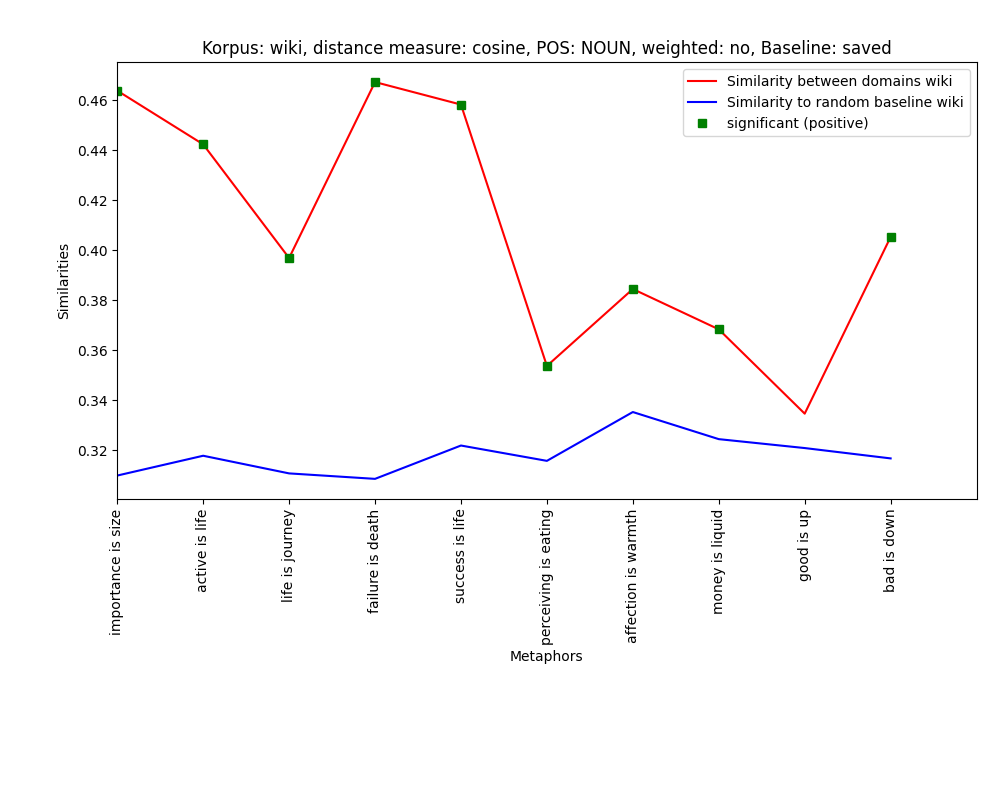 Korpus: wiki, distance measure: cosine, POS: NOUN, weighted: no, Baseline: saved
Similarity between domains wiki
Similarity to random baseline wiki
significant (positive)
Similarities
0.46
0.44
0.42
0.40
0.38
0.36
0.34
0.32
importance is size
active is life
life is journey
failure is death
success is life
perceiving is eating
affection is warmth
money is liquid
good is up
bad is down
Metaphors